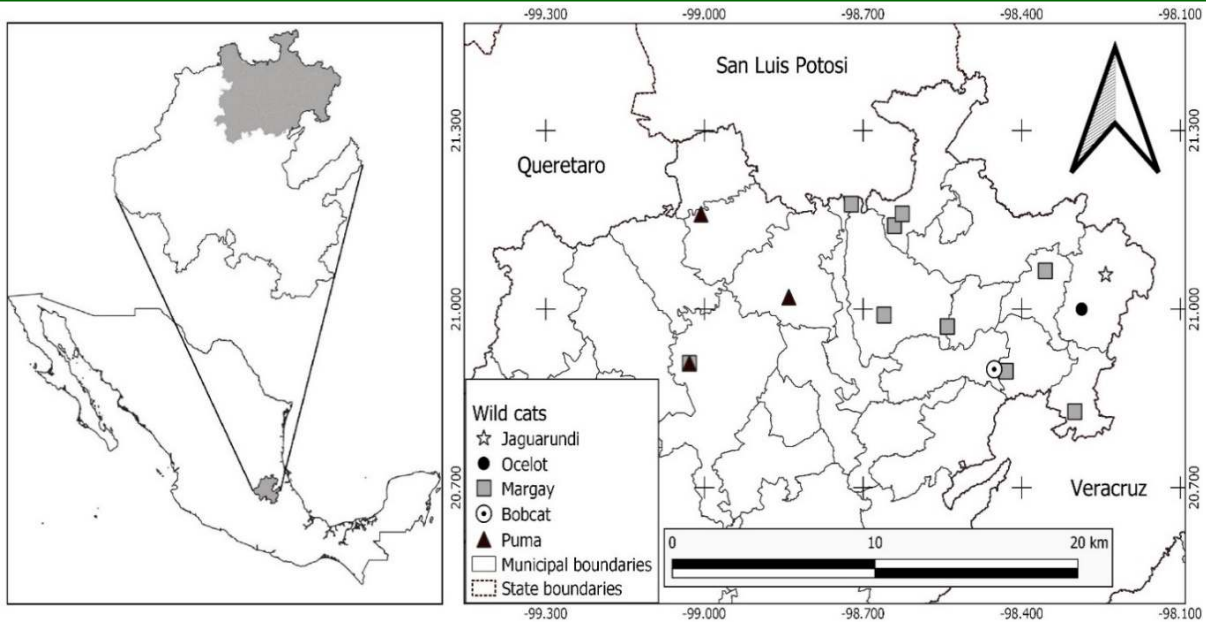 -99.300 -99.000 -98.700 -98.400 -98.100
San Luis Potosi
Queretaro
21.300
21.300
21.000
21.000
20.700
20.700
Veracruz
Wild cats
Jaguarundi
Ocelot
Margay
Bobcat
Puma
Municipal boundaries
State boundaries
0 10 20 km
-99.300 -99.000 -98.700 -98.400 -98.100